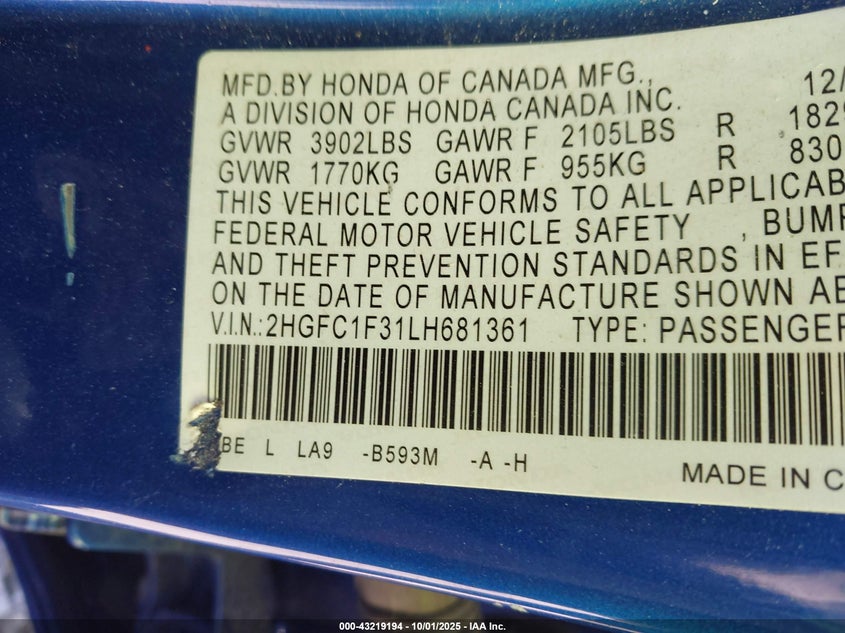 MFD.BY HONDA OF CANADA MFG., 12/
A DIVISION OF HONDA CANADA INC.
GVWR 3902LBS GAWR F 2105LBS R 182
GVWR 1770KG GAWR F 955KG R 830
THIS VEHICLE CONFORMS TO ALL APPLICAB
FEDERAL MOTOR VEHICLE SAFETY , BUMP
AND THEFT PREVENTION STANDARDS IN EF
ON THE DATE OF MANUFACTURE SHOWN AB
V.I.N.:2HGFC1F31LH681361 TYPE: PASSENGER
BE L LA9 -B593M -A -H
MADE IN C
000-43219194 - 10/01/2025 - IAA Inc.